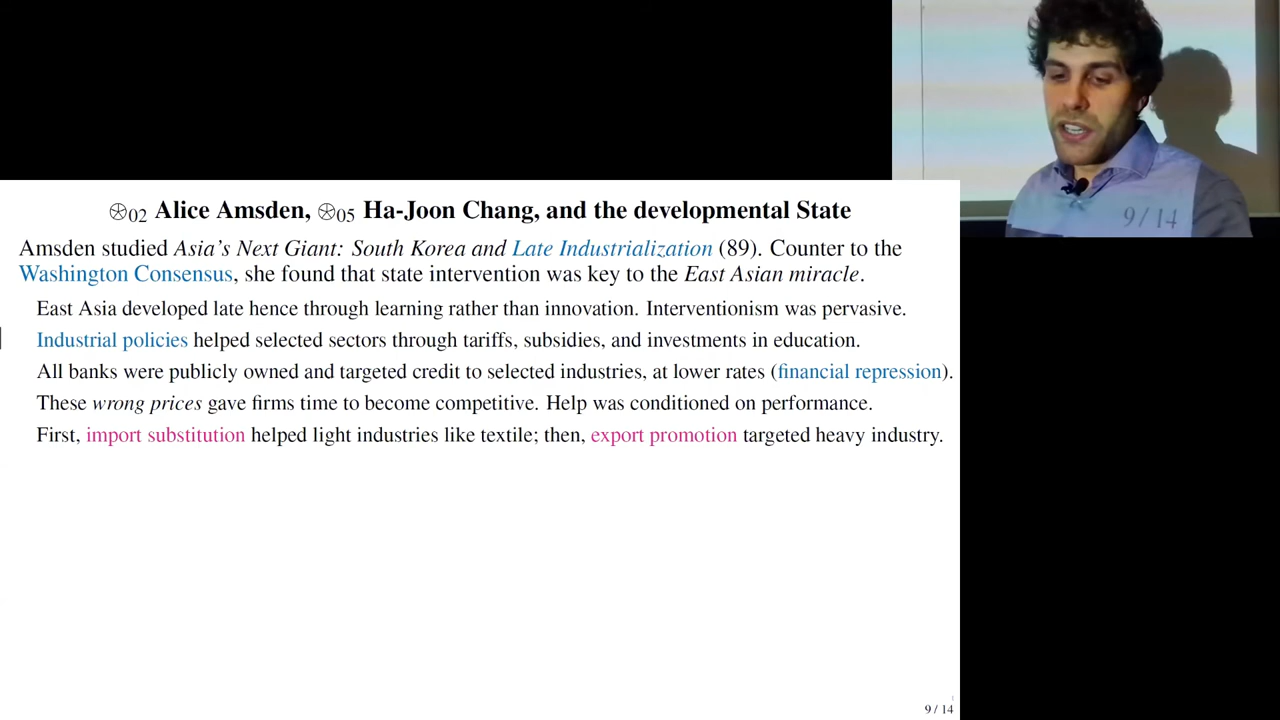 9/14
⊛02 Alice Amsden, ⊛05 Ha-Joon Chang, and the developmental State
Amsden studied Asia's Next Giant: South Korea and Late Industrialization (89). Counter to the
Washington Consensus, she found that state intervention was key to the East Asian miracle.
East Asia developed late hence through learning rather than innovation. Interventionism was pervasive.
Industrial policies helped selected sectors through tariffs, subsidies, and investments in education.
All banks were publicly owned and targeted credit to selected industries, at lower rates (financial repression).
These wrong prices gave firms time to become competitive. Help was conditioned on performance.
First, import substitution helped light industries like textile; then, export promotion targeted heavy industry.
9 / 14